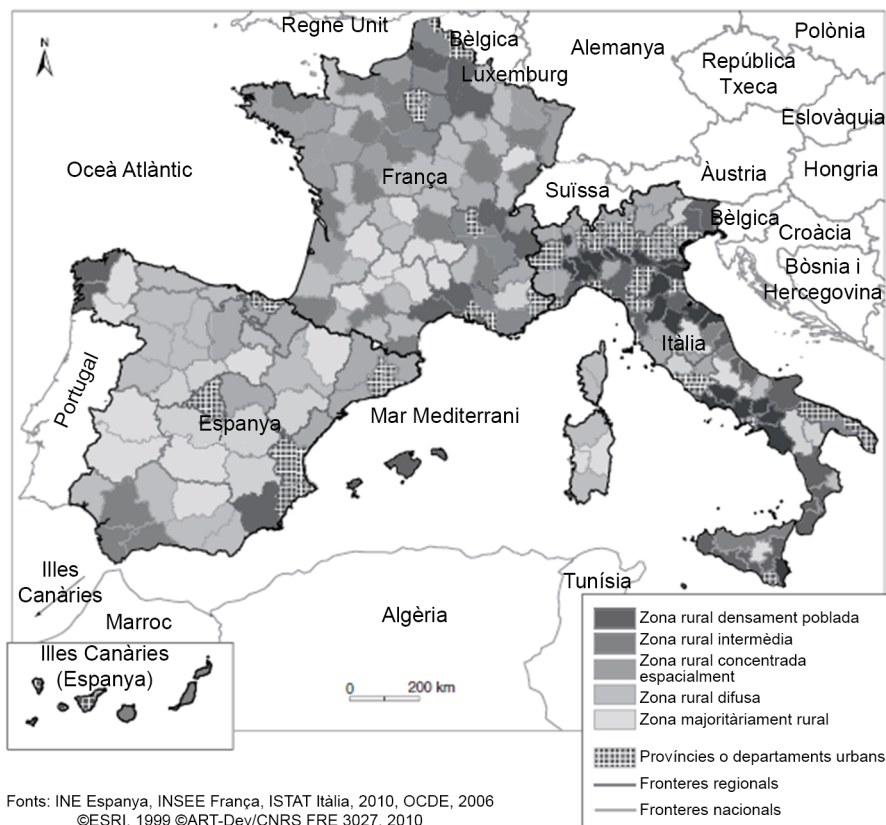 Regne Unit
Bèlgica
Alemanya
Polònia
N
Luxemburg
República
Txeca
Eslovàquia
Oceà Atlàntic
França
Suïssa
Àustria
Hongria
Bèlgica
Croàcia
Bòsnia i
Hercegovina
Itàlia
Portugal
Espanya
Mar Mediterrani
Illes
Canàries
Marroc
Algèria
Tunísia
Illes Canàries
(Espanya)
0 200 km
Zona rural densament poblada
Zona rural intermèdia
Zona rural concentrada
espacialment
Zona rural difusa
Zona majoritàriament rural
Províncies o departaments urbans
Fronteres regionals
Fronteres nacionals
Fonts: INE Espanya, INSEE França, ISTAT Itàlia, 2010, OCDE, 2006
©ESRI, 1999 ©ART-Dev/CNRS FRE 3027, 2010